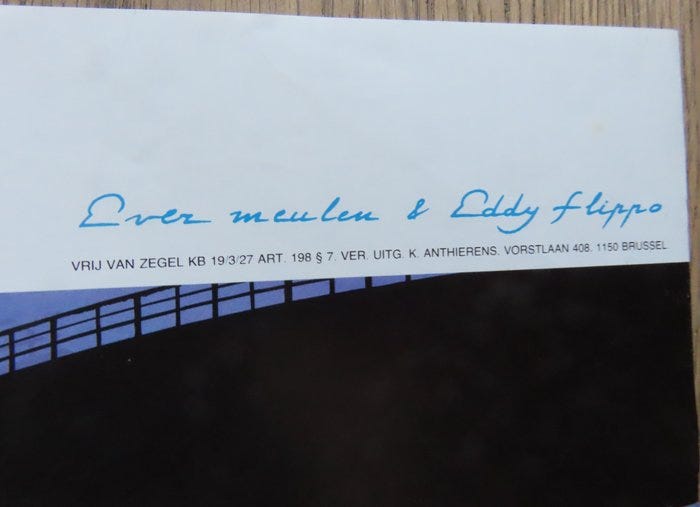 Ever meulen & Eddy flippo
VRIJ VAN ZEGEL KB 19/3/27 ART. 198 § 7. VER. UITG. K. ANTHIERENS. VORSTLAAN 408. 1150 BRUSSEL